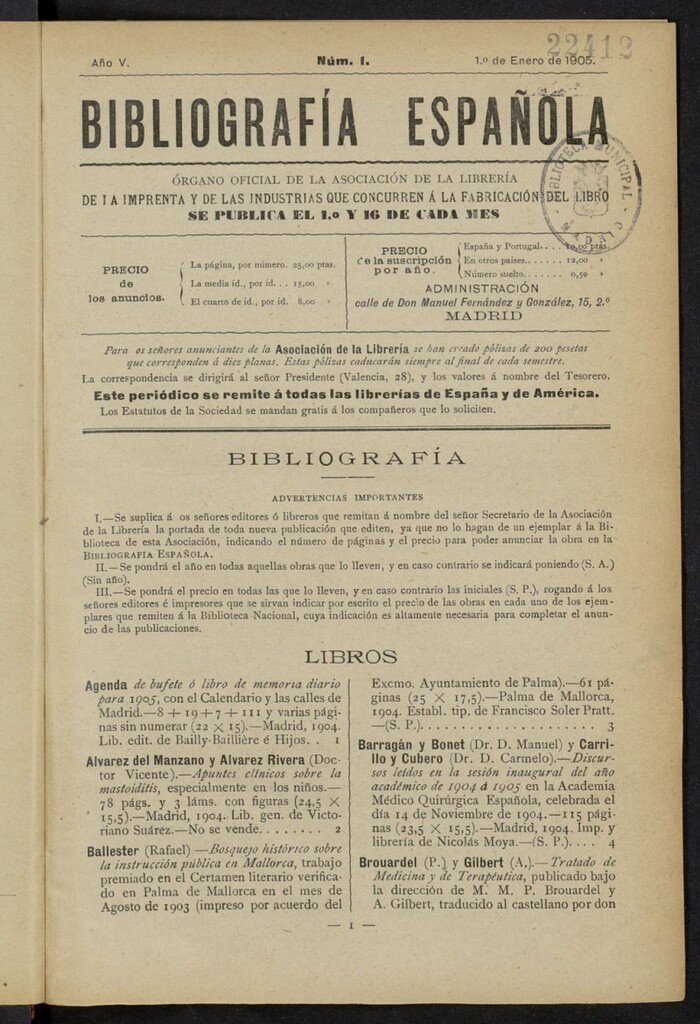 22412
Año V.
Núm. 1.
1.º de Enero de 1905.
BIBLIOGRAFÍA ESPAÑOLA
BIBLIOTECA MUNICIPAL
MADRID
ÓRGANO OFICIAL DE LA ASOCIACIÓN DE LA LIBRERÍA
DE LA IMPRENTA Y DE LAS INDUSTRIAS QUE CONCURREN Á LA FABRICACIÓN DEL LIBRO
SE PUBLICA EL 1.º Y 16 DE CADA MES
PRECIO
de
los anuncios.
La página, por número. 25,00 ptas.
La media id., por id. . . 15,00 »
El cuarto de id., por id. 8,00 »
PRECIO
de la suscripción
por año.
España y Portugal. . . . 10,00 ptas.
En otros países. . . . . . 12,00 »
Número suelto. . . . . . . 0,50 »
ADMINISTRACIÓN
calle de Don Manuel Fernández y González, 15, 2.º
MADRID
Para os señores anunciantes de la Asociación de la Librería se han creado pólizas de 200 pesetas
que corresponden á diez planas. Estas pólizas caducarán siempre al final de cada semestre.
La correspondencia se dirigirá al señor Presidente (Valencia, 28), y los valores á nombre del Tesorero.
Este periódico se remite á todas las librerías de España y de América.
Los Estatutos de la Sociedad se mandan gratis á los compañeros que lo soliciten.
BIBLIOGRAFÍA
ADVERTENCIAS IMPORTANTES
I.—Se suplica á os señores editores ó libreros que remitan á nombre del señor Secretario de la Asociación
de la Librería la portada de toda nueva publicación que editen, ya que no lo hagan de un ejemplar á la Bi-
blioteca de esta Asociación, indicando el número de páginas y el precio para poder anunciar la obra en la
BIBLIOGRAFÍA ESPAÑOLA.
II.—Se pondrá el año en todas aquellas obras que lo lleven, y en caso contrario se indicará poniendo (S. A.)
(Sin año).
III.—Se pondrá el precio en todas las que lo lleven, y en caso contrario las iniciales (S. P.), rogando á los
señores editores é impresores que se sirvan indicar por escrito el precio de las obras en cada uno de los ejem-
plares que remiten á la Biblioteca Nacional, cuya indicación es altamente necesaria para completar el anun-
cio de las publicaciones.
LIBROS
Agenda de bufete ó libro de memoria diario
para 1905, con el Calendario y las calles de
Madrid.—8 + 19 + 7 + 111 y varias pági-
nas sin numerar (22 × 15).—Madrid, 1904.
Lib. edit. de Bailly-Baillière é Hijos. . 1
Alvarez del Manzano y Alvarez Rivera (Doc-
tor Vicente).—Apuntes clínicos sobre la
mastoiditis, especialmente en los niños.—
78 págs. y 3 láms. con figuras (24,5 ×
15,5).—Madrid, 1904. Lib. gen. de Victo-
riano Suárez.—No se vende. . . . . . . . 2
Ballester (Rafael) —Bosquejo histórico sobre
la instrucción pública en Mallorca, trabajo
premiado en el Certamen literario verifica-
do en Palma de Mallorca en el mes de
Agosto de 1903 (impreso por acuerdo del
Excmo. Ayuntamiento de Palma).—61 pá-
ginas (25 × 17,5).—Palma de Mallorca,
1904. Establ. tip. de Francisco Soler Pratt.
—(S. P.). . . . . . . . . . . . . . . . . . . . . 3
Barragán y Bonet (Dr. D. Manuel) y Carri-
llo y Cubero (Dr. D. Carmelo).—Discur-
sos leídos en la sesión inaugural del año
académico de 1904 á 1905 en la Academia
Médico Quirúrgica Española, celebrada el
día 14 de Noviembre de 1904.—115 pági-
nas (23,5 × 15,5).—Madrid, 1904. Imp. y
librería de Nicolás Moya.—(S. P.). . . . 4
Brouardel (P.) y Gilbert (A.).—Tratado de
Medicina y de Terapéutica, publicado bajo
la dirección de M. M. P. Brouardel y
A. Gilbert, traducido al castellano por don
— 1 —